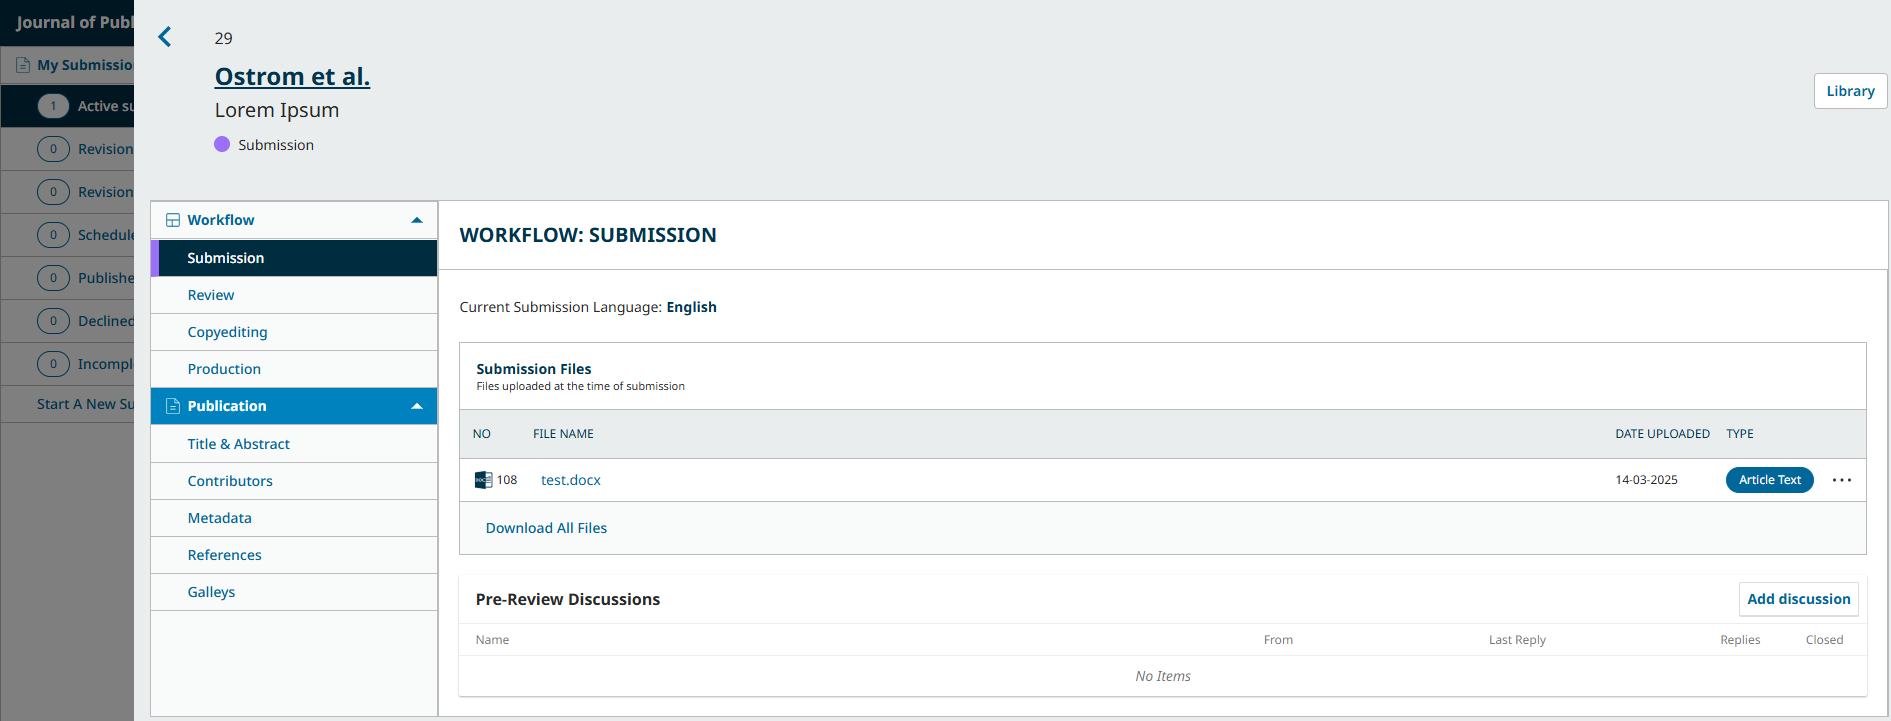 Journal of Publ
29
Ostrom et al.
Lorem Ipsum
Submission
Library
My Submissio
1 Active su
0 Revision
0 Revision
0 Schedule
0 Publishe
0 Declined
0 Incompl
Start A New Su
Workflow
Submission
Review
Copyediting
Production
Publication
Title & Abstract
Contributors
Metadata
References
Galleys
WORKFLOW: SUBMISSION
Current Submission Language: English
Submission Files
Files uploaded at the time of submission
NO FILE NAME DATE UPLOADED TYPE
108 test.docx 14-03-2025 Article Text ...
Download All Files
Pre-Review Discussions Add discussion
Name From Last Reply Replies Closed
No Items